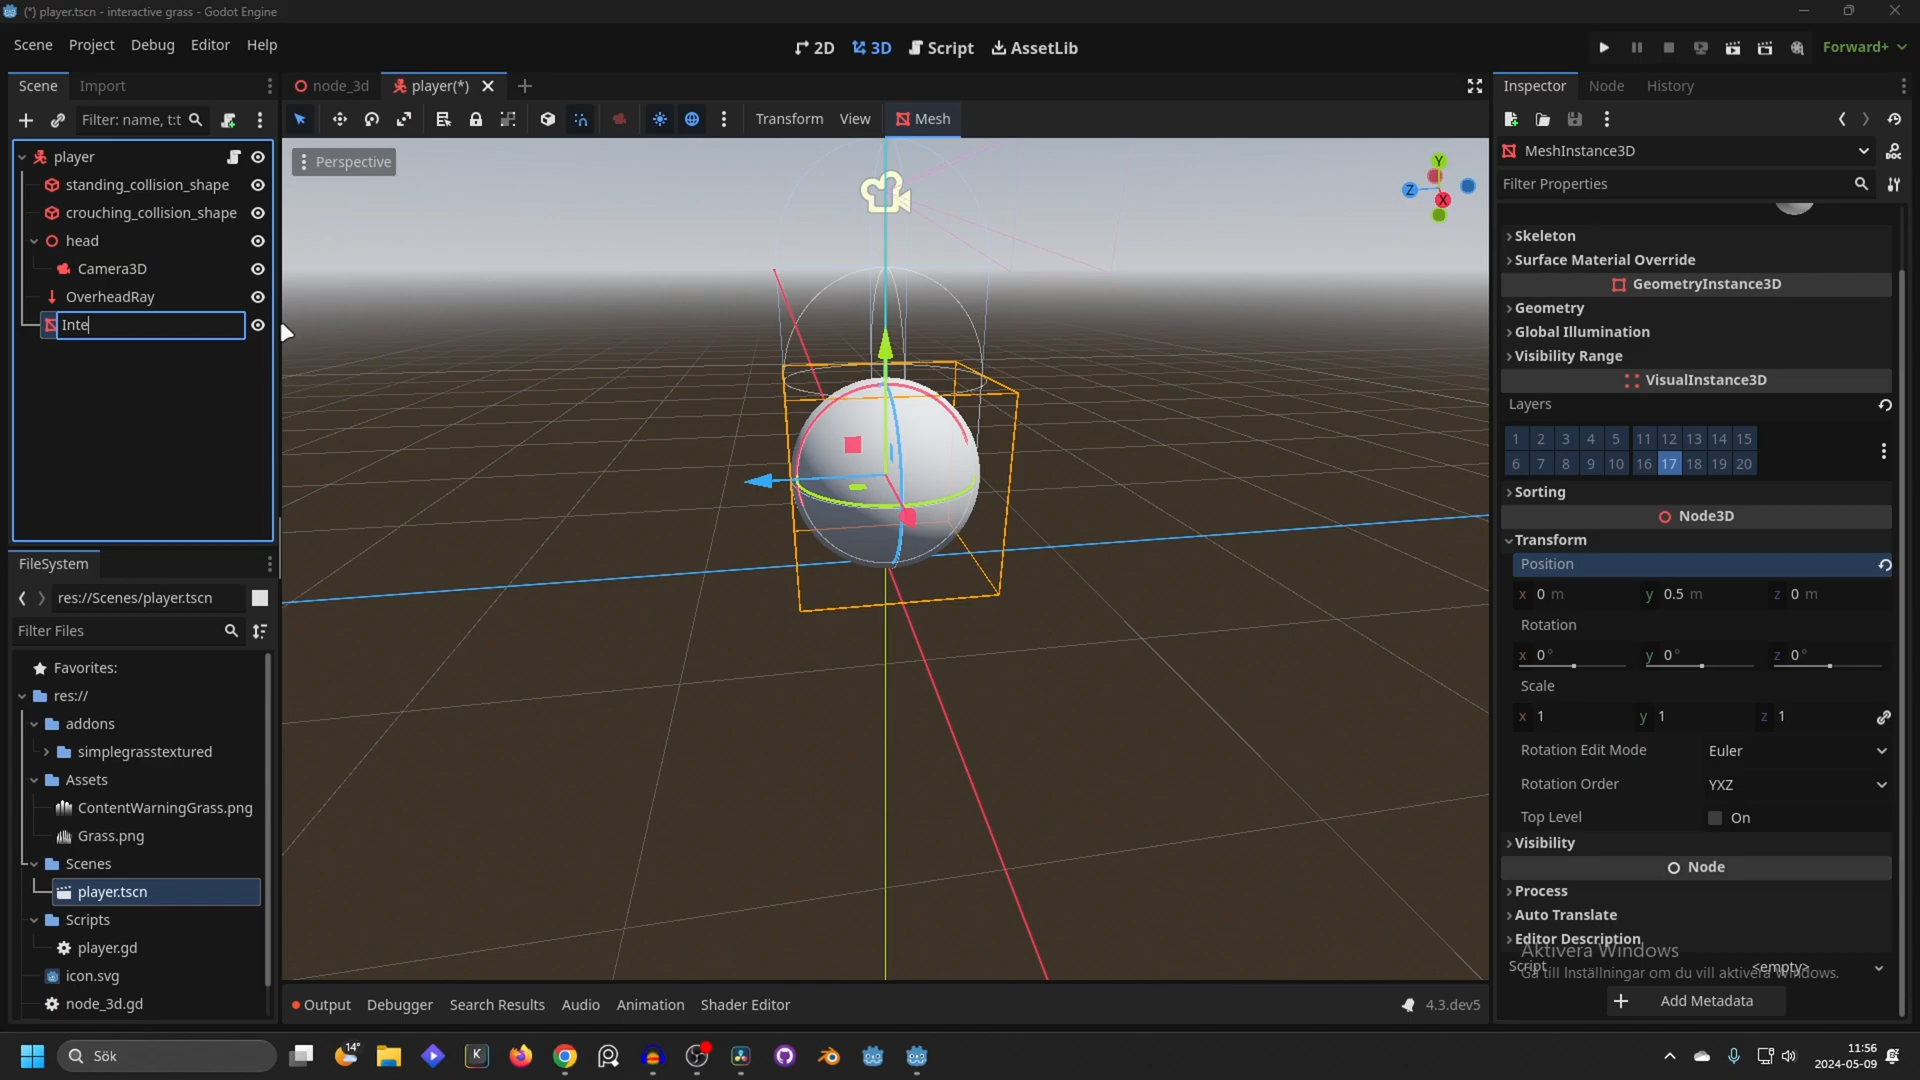 (*) player.tscn - interactive grass - Godot Engine
Scene Project Debug Editor Help
2D 3D Script AssetLib
Forward+
Scene Import
node_3d player(*)
Inspector Node History
Filter: name, t:t
Transform View Mesh
MeshInstance3D
Filter Properties
player
standing_collision_shape
crouching_collision_shape
head
Camera3D
OverheadRay
Inte
Perspective
Y
Z
X
Skeleton
Surface Material Override
GeometryInstance3D
Geometry
Global Illumination
Visibility Range
VisualInstance3D
Layers
1 2 3 4 5 11 12 13 14 15
6 7 8 9 10 16 17 18 19 20
Sorting
Node3D
Transform
Position
x 0 m y 0.5 m z 0 m
Rotation
x 0° y 0° z 0°
Scale
x 1 y 1 z 1
Rotation Edit Mode Euler
Rotation Order YXZ
Top Level On
Visibility
Node
Process
Auto Translate
Editor Description
Script <empty>
Aktivera Windows
Gå till Inställningar om du vill aktivera Windows.
Add Metadata
FileSystem
res://Scenes/player.tscn
Filter Files
Favorites:
res://
addons
simplegrasstextured
Assets
ContentWarningGrass.png
Grass.png
Scenes
player.tscn
Scripts
player.gd
icon.svg
node_3d.gd
Output Debugger Search Results Audio Animation Shader Editor
4.3.dev5
Sök
14°
K
11:56
2024-05-09